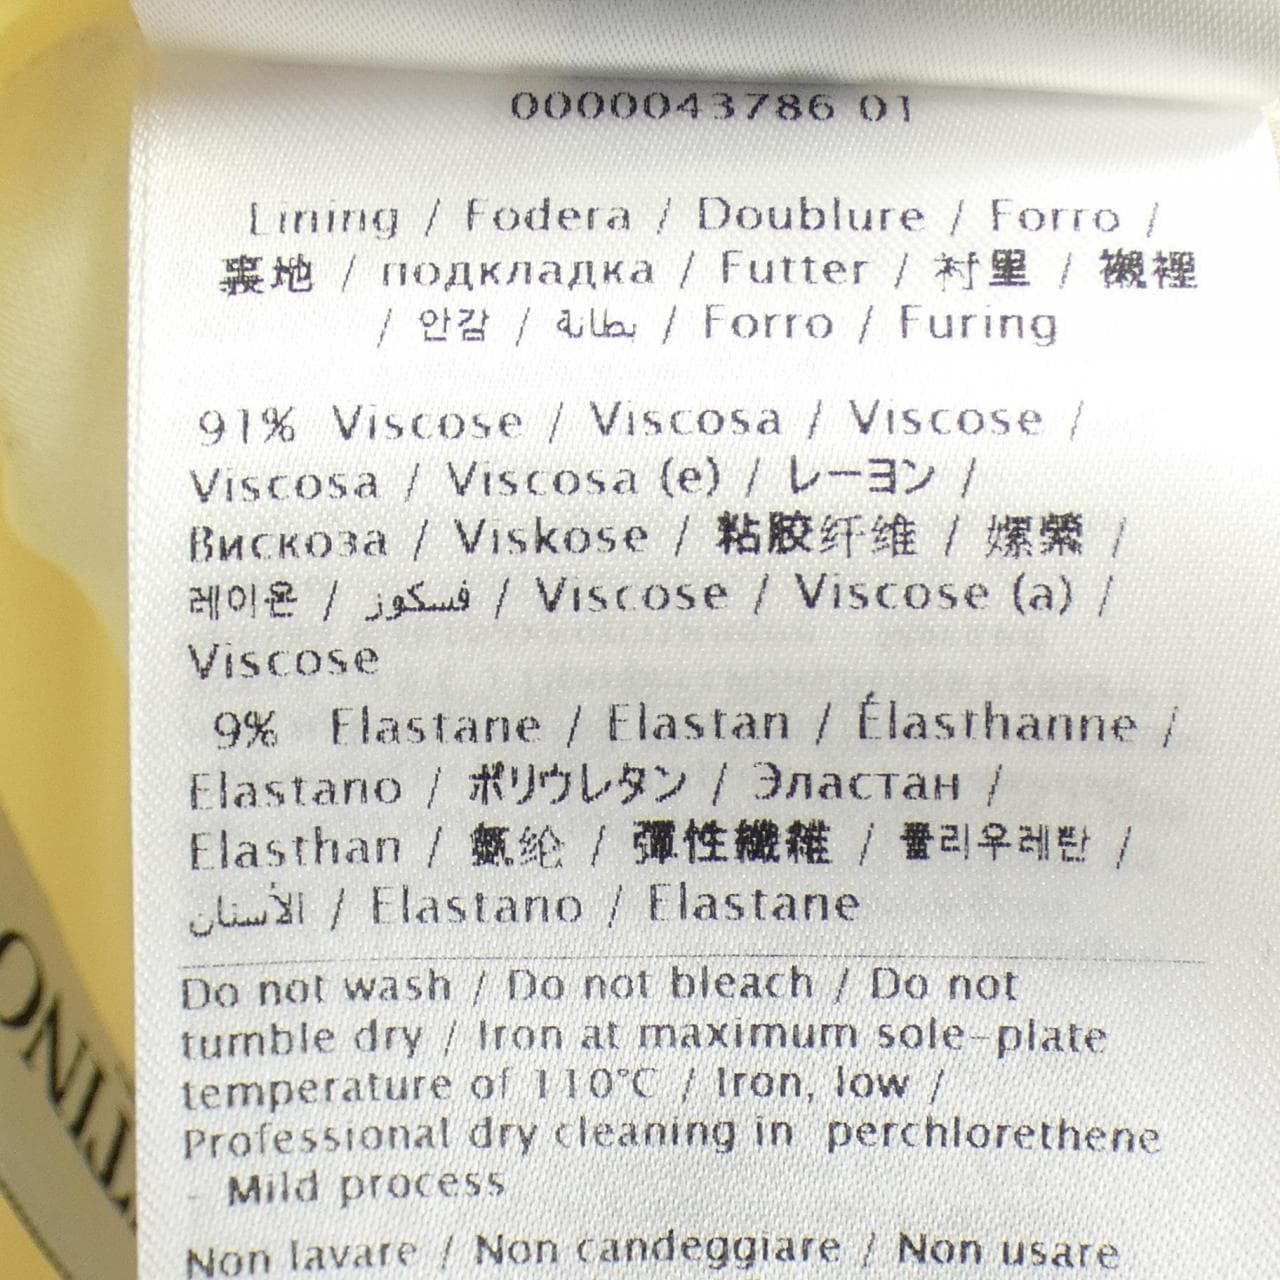 0000043786 01
Lining / Fodera / Doublure / Forro /
裏地 / подкладка / Futter / 衬里 / 襯裡
/ 안감 / بطانة / Forro / Furing
91% Viscose / Viscosa / Viscose /
Viscosa / Viscosa (e) / レーヨン /
Вискоза / Viskose / 粘胶纤维 / 嫘縈 /
레이온 / فسكوز / Viscose / Viscose (a) /
Viscose
9% Elastane / Elastan / Élasthanne /
Elastano / ポリウレタン / Эластан /
Elasthan / 氨纶 / 彈性纖維 / 폴리우레탄 /
الأستان / Elastano / Elastane
Do not wash / Do not bleach / Do not
tumble dry / Iron at maximum sole-plate
temperature of 110°C / Iron, low /
Professional dry cleaning in perchlorethene
- Mild process
Non lavare / Non candeggiare / Non usare